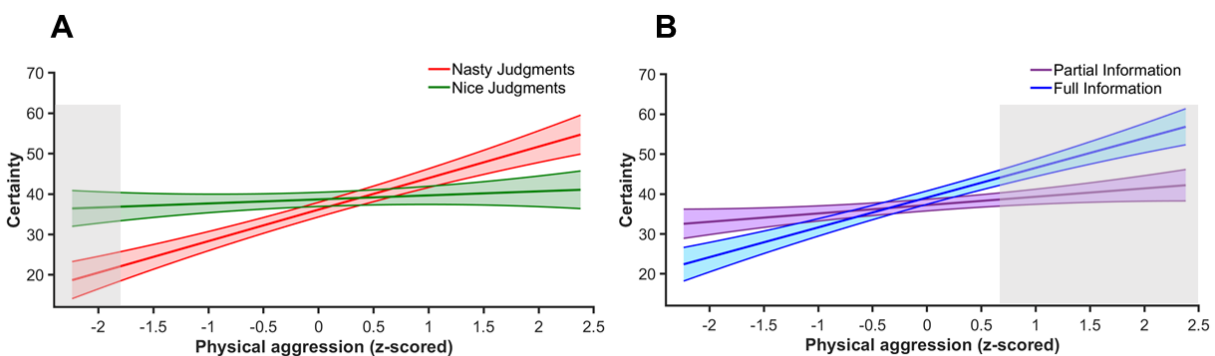 A
70
60
50
40
30
20
Certainty
Nasty Judgments
Nice Judgments
-2 -1.5 -1 -0.5 0 0.5 1 1.5 2 2.5
Physical aggression (z-scored)
B
70
60
50
40
30
20
Certainty
Partial Information
Full Information
-2 -1.5 -1 -0.5 0 0.5 1 1.5 2 2.5
Physical aggression (z-scored)